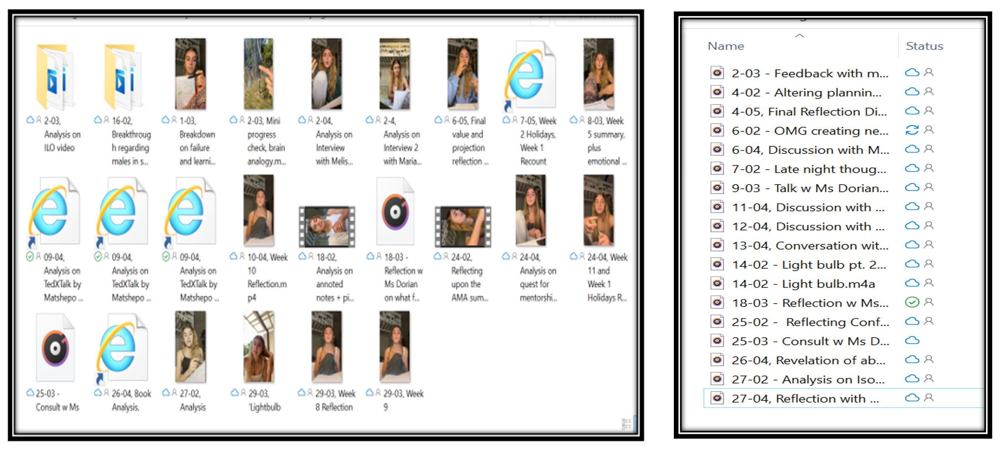 2-03,
Analysis on
ILO video
16-02,
Breakthroug
h regarding
males in s...
1-03,
Breakdown
on failure
and learni...
2-03, Mini
progress
check, brain
analogy.m...
2-04,
Analysis on
Interview
with Melis...
2-4,
Analysis on
Interview 2
with Maria...
6-05, Final
value and
projection
reflection ...
7-05, Week
2 Holidays,
Week 1
Recount
8-03, Week
5 summary,
plus
emotional ...
09-04,
Analysis on
TedXTalk by
Matshepo ...
09-04,
Analysis on
TedXTalk by
Matshepo ...
09-04,
Analysis on
TedXTalk by
Matshepo ...
10-04, Week
10
Reflection.m
p4
18-02,
Analysis on
annoted
notes + pi...
18-03 -
Reflection w
Ms Dorian
on what f...
24-02,
Reflecting
upon the
AMA sum...
24-04,
Analysis on
quest for
mentorshi...
24-04, Week
11 and
Week 1
Holidays R...
25-03 -
Consult w Ms
26-04, Book
Analysis,
27-02,
Analysis
29-03,
'Lightbulb
29-03, Week
8 Reflection
29-03, Week
9
Name Status
2-03 - Feedback with m...
4-02 - Altering plannin...
4-05, Final Reflection Di...
6-02 - OMG creating ne...
6-04, Discussion with M...
7-02 - Late night thoug...
9-03 - Talk w Ms Dorian...
11-04, Discussion with ...
12-04, Discussion with ...
13-04, Conversation wit...
14-02 - Light bulb pt. 2...
14-02 - Light bulb.m4a
18-03 - Reflection w Ms...
25-02 -  Reflecting Conf...
25-03 - Consult w Ms D...
26-04, Revelation of ab...
27-02 - Analysis on Iso...
27-04, Reflection with ...